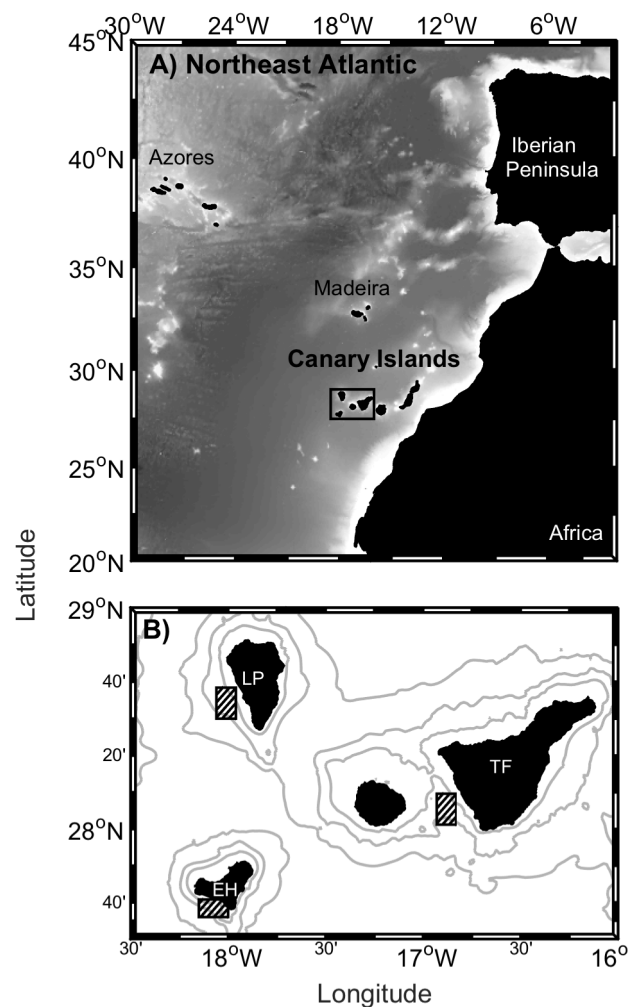 30°W 24°W 18°W 12°W 6°W
45°N
A) Northeast Atlantic
Azores
40°N
Iberian
Peninsula
35°N
Madeira
Canary Islands
30°N
25°N
Africa
20°N
Latitude
29°N
B)
40'
LP
20'
TF
28°N
EH
40'
30' 18°W 30' 17°W 30' 16°
Longitude